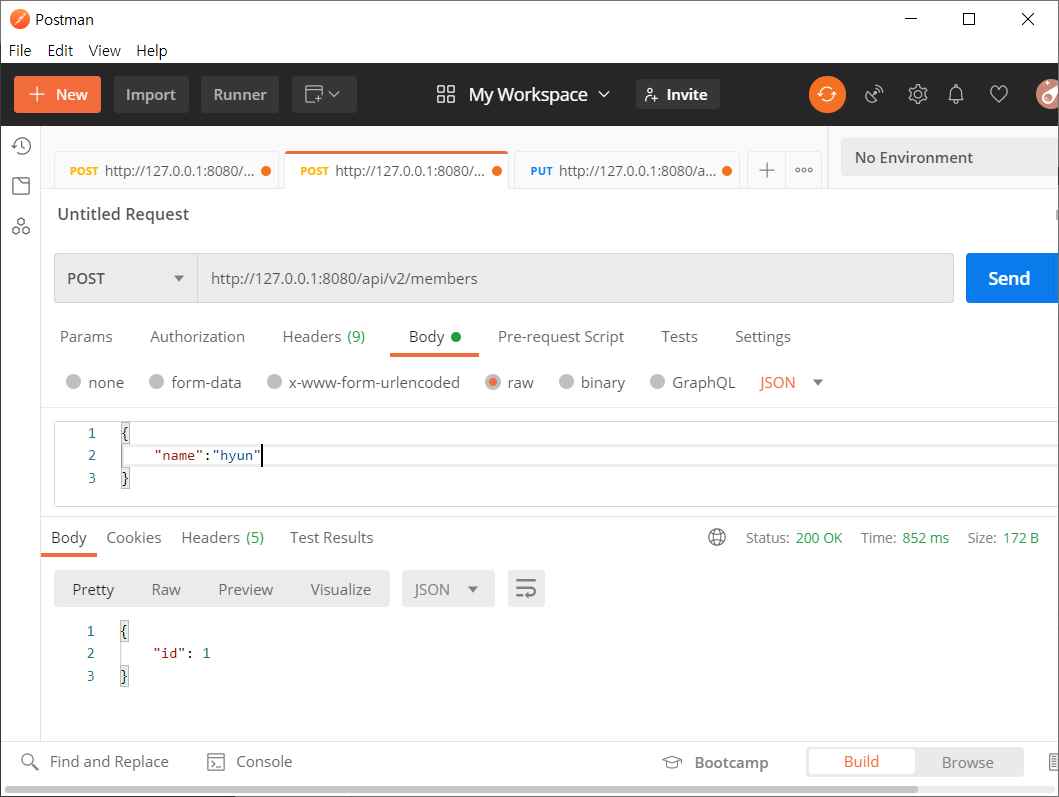 Postman
File Edit View Help
+ New Import Runner My Workspace Invite
POST http://127.0.0.1:8080/... POST http://127.0.0.1:8080/... PUT http://127.0.0.1:8080/a... + ••• No Environment
Untitled Request
POST http://127.0.0.1:8080/api/v2/members Send
Params Authorization Headers (9) Body Pre-request Script Tests Settings
none form-data x-www-form-urlencoded raw binary GraphQL JSON
1 {
2 "name":"hyun"
3 }
Body Cookies Headers (5) Test Results Status: 200 OK Time: 852 ms Size: 172 B
Pretty Raw Preview Visualize JSON
1 {
2 "id": 1
3 }
Find and Replace Console Bootcamp Build Browse